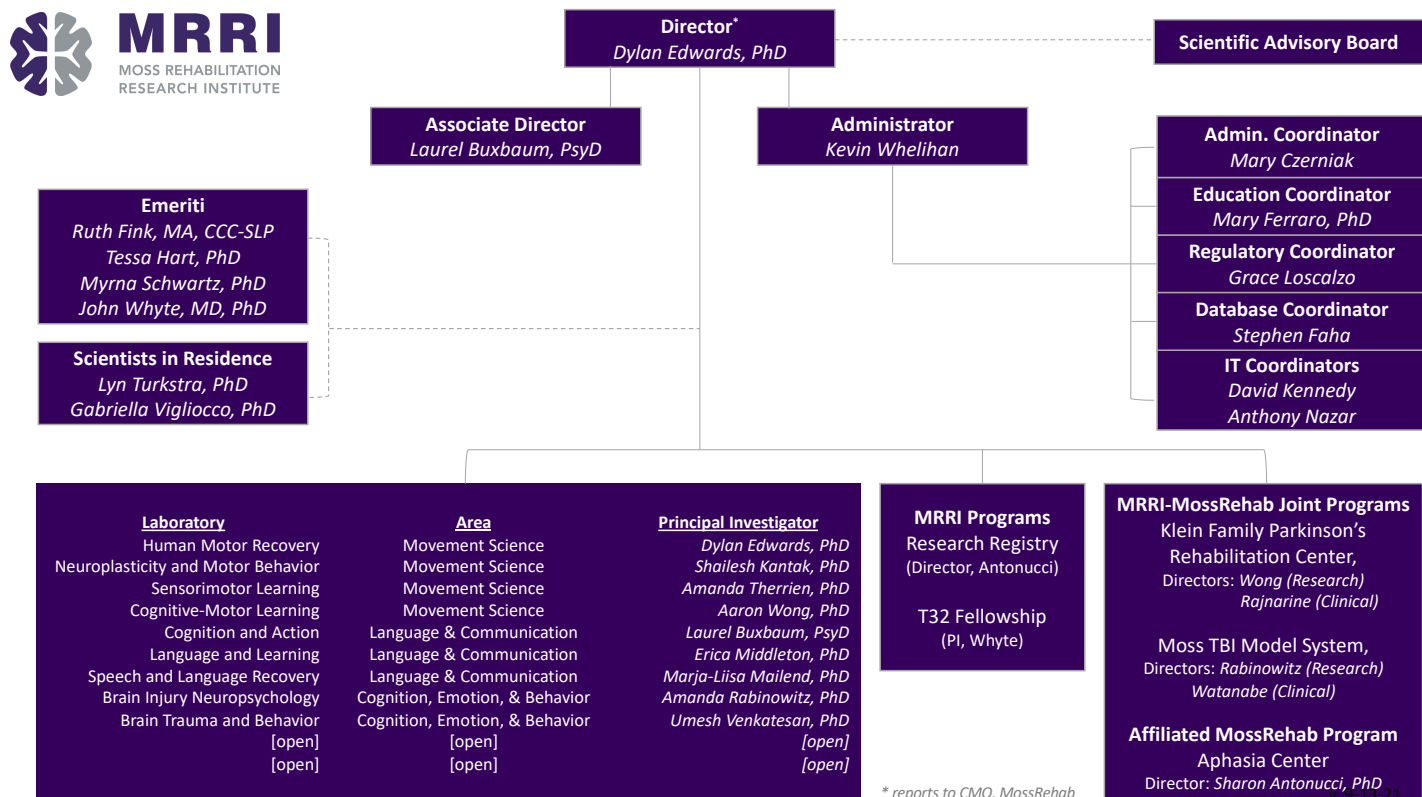 MRRI
MOSS REHABILITATION
RESEARCH INSTITUTE
Director*
Dylan Edwards, PhD
Scientific Advisory Board
Associate Director
Laurel Buxbaum, PsyD
Administrator
Kevin Whelihan
Admin. Coordinator
Mary Czerniak
Education Coordinator
Mary Ferraro, PhD
Regulatory Coordinator
Grace Loscalzo
Database Coordinator
Stephen Faha
IT Coordinators
David Kennedy
Anthony Nazar
Emeriti
Ruth Fink, MA, CCC-SLP
Tessa Hart, PhD
Myrna Schwartz, PhD
John Whyte, MD, PhD
Scientists in Residence
Lyn Turkstra, PhD
Gabriella Vigliocco, PhD
Laboratory Area Principal Investigator
Human Motor Recovery Movement Science Dylan Edwards, PhD
Neuroplasticity and Motor Behavior Movement Science Shailesh Kantak, PhD
Sensorimotor Learning Movement Science Amanda Therrien, PhD
Cognitive-Motor Learning Movement Science Aaron Wong, PhD
Cognition and Action Language & Communication Laurel Buxbaum, PsyD
Language and Learning Language & Communication Erica Middleton, PhD
Speech and Language Recovery Language & Communication Marja-Liisa Mailend, PhD
Brain Injury Neuropsychology Cognition, Emotion, & Behavior Amanda Rabinowitz, PhD
Brain Trauma and Behavior Cognition, Emotion, & Behavior Umesh Venkatesan, PhD
[open] [open] [open]
[open] [open] [open]
MRRI Programs
Research Registry
(Director, Antonucci)
T32 Fellowship
(PI, Whyte)
MRRI-MossRehab Joint Programs
Klein Family Parkinson's
Rehabilitation Center,
Directors: Wong (Research)
Rajnarine (Clinical)
Moss TBI Model System,
Directors: Rabinowitz (Research)
Watanabe (Clinical)
Affiliated MossRehab Program
Aphasia Center
Director: Sharon Antonucci, PhD
* reports to CMO, MossRehab